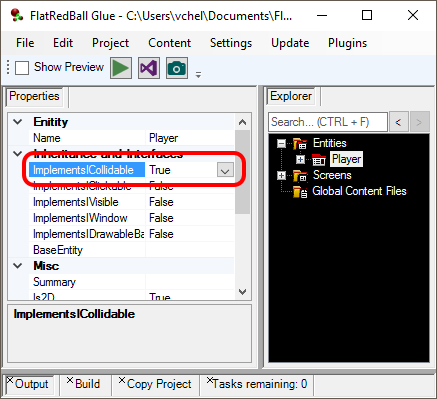 FlatRedBall Glue - C:\Users\vchel\Documents\Fl...
File Project Content Settings Update Plugins
Show Preview
Properties
Entity
Name Player
Inheritance and Interfaces
ImplementsICollidable True
ImplementsIClickable False
ImplementsIVisible False
ImplementsIWindow False
ImplementsIDrawableBa False
BaseEntity
Misc
Summary
Is2D True
ImplementsICollidable
Explorer
Search... (CTRL + F) < >
Entities
Player
Screens
Global Content Files
Output Build Copy Project Tasks remaining: 0